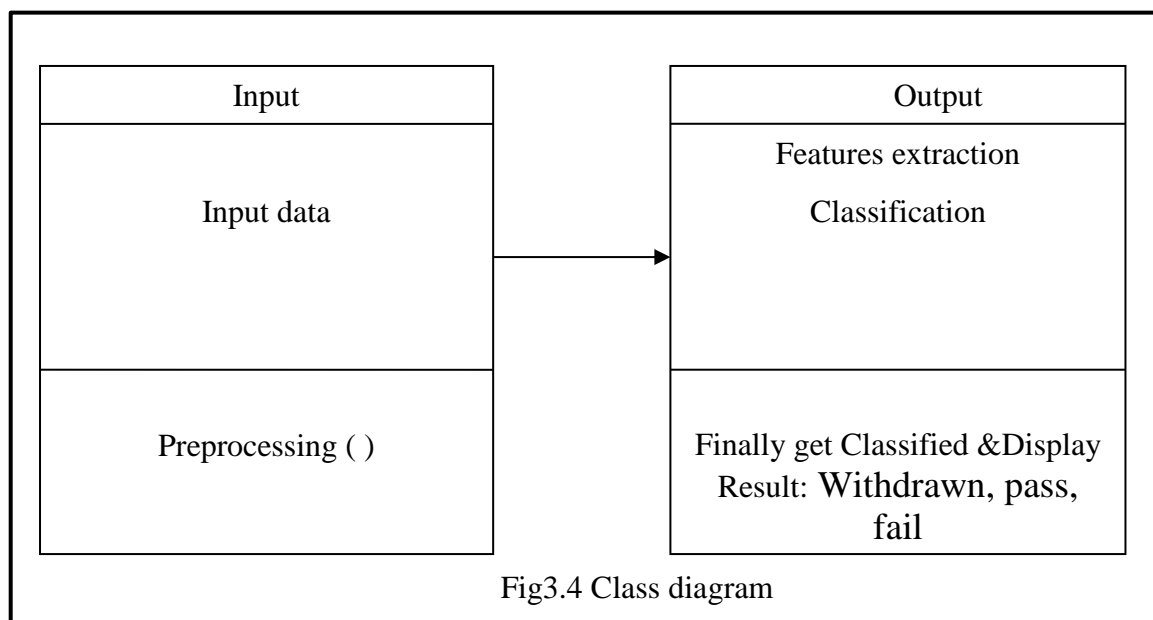 Input
Input data
Preprocessing ( )
Output
Features extraction
Classification
Finally get Classified &Display
Result: Withdrawn, pass,
fail
Fig3.4 Class diagram